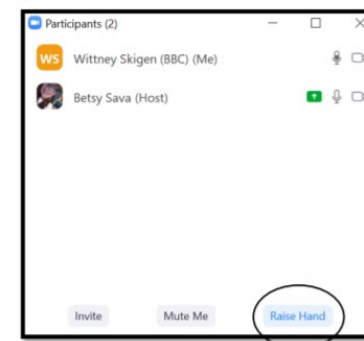 Participants (2)
WS Wittney Skigen (BBC) (Me)
Betsy Sava (Host)
Invite Mute Me Raise Hand